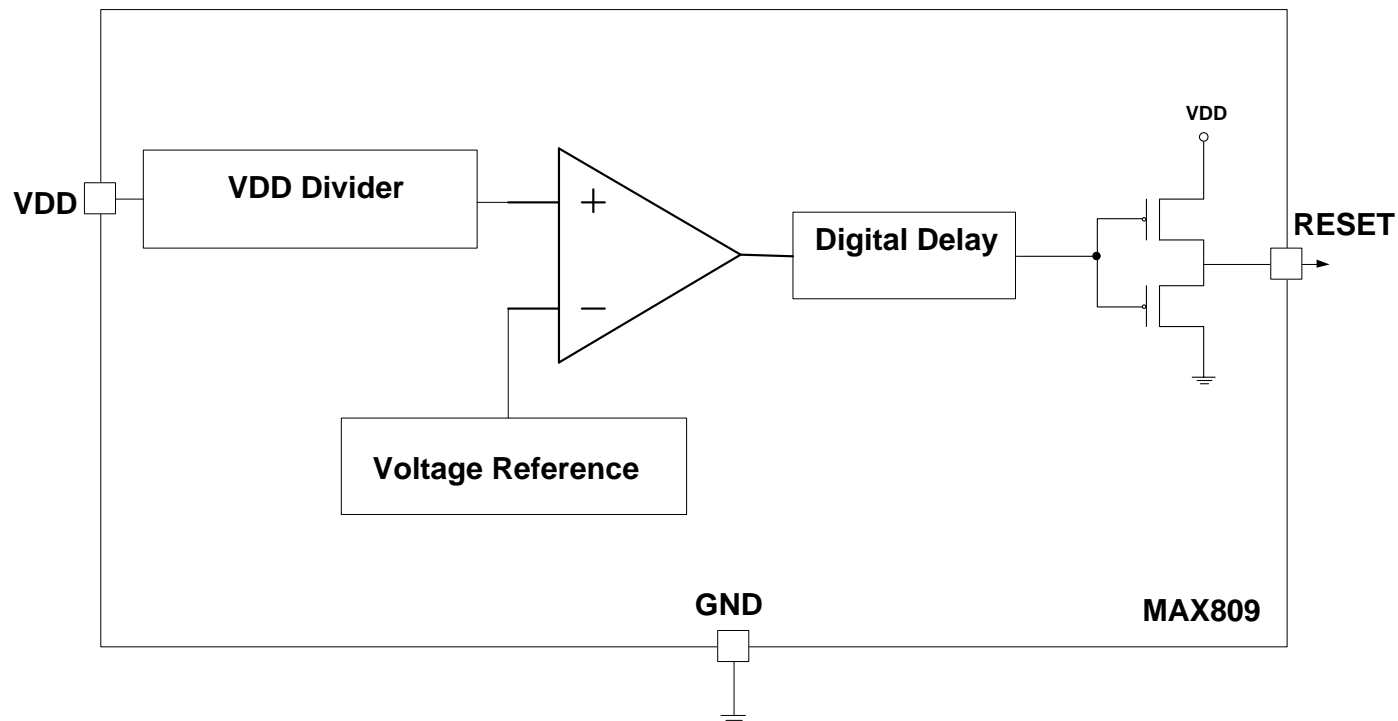 VDD
VDD Divider
VDD
+
Digital Delay
RESET
−
Voltage Reference
GND
MAX809